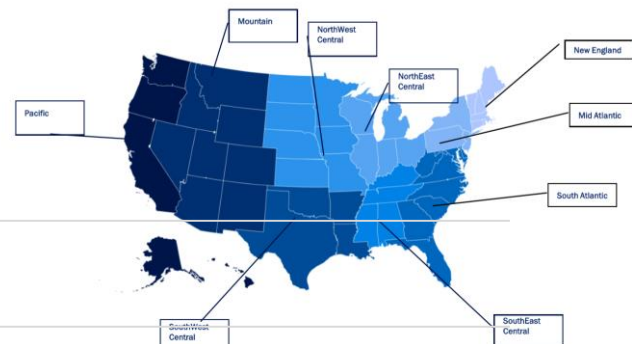 Mountain
NorthWest
Central
NorthEast
Central
New England
Pacific
Mid Atlantic
South Atlantic
SouthWest
Central
SouthEast
Central